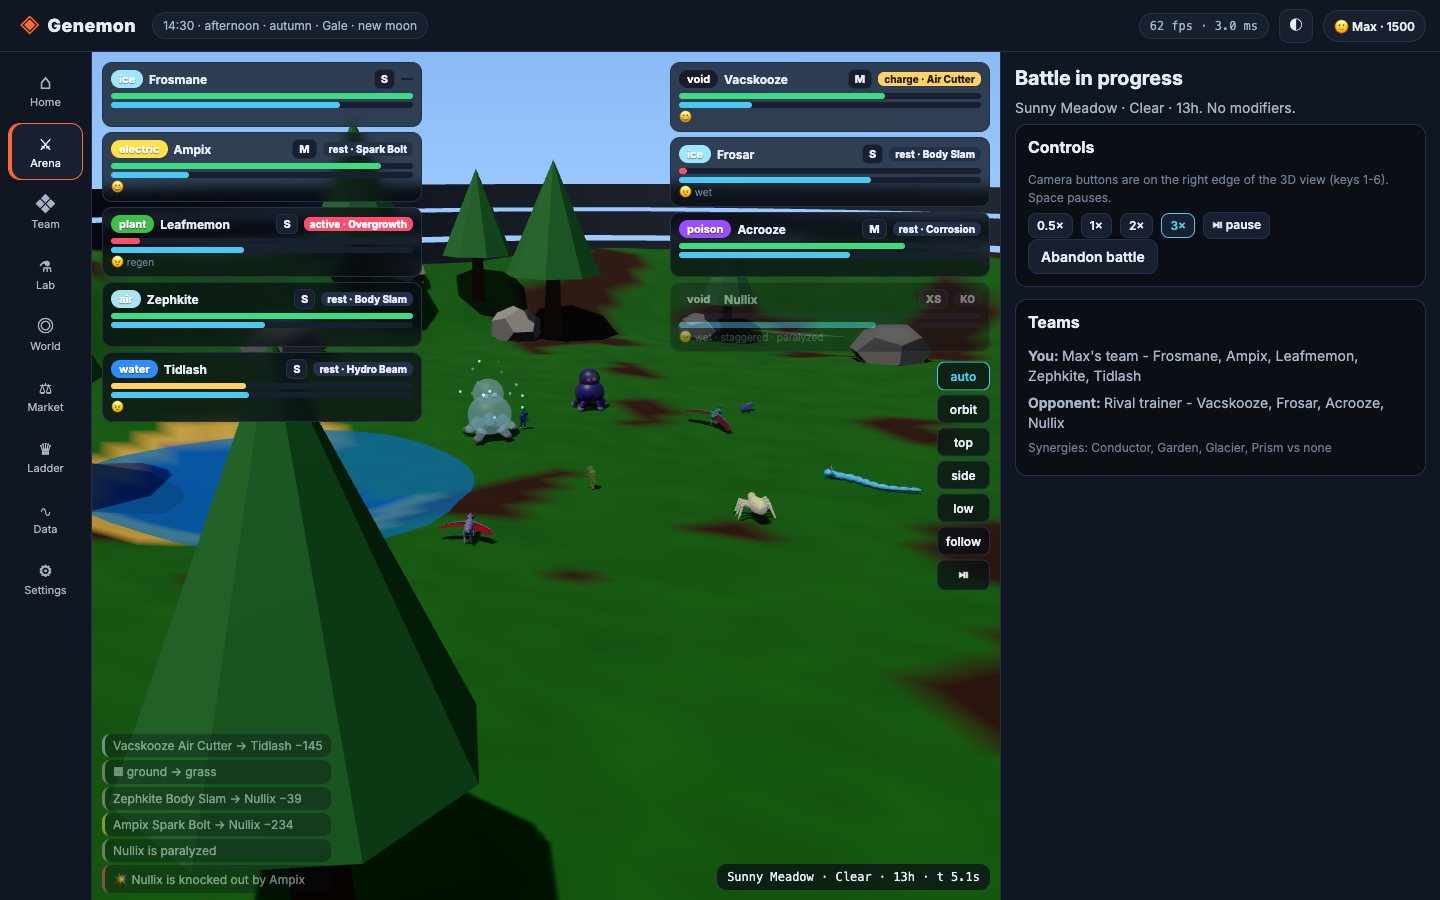 Genemon
14:30 · afternoon · autumn · Gale · new moon
62 fps · 3.0 ms
Max · 1500
Home
Arena
Team
Lab
World
Market
Ladder
Data
Settings
ice Frosmane S —
electric Ampix M rest · Spark Bolt
plant Leafmemon S active · Overgrowth
regen
air Zephkite S rest · Body Slam
water Tidlash S rest · Hydro Beam
void Vacskooze M charge · Air Cutter
ice Frosar S rest · Body Slam
wet
poison Acrooze M rest · Corrosion
void Nullix XS KO
wet · staggered · paralyzed
auto
orbit
top
side
low
follow
Vacskooze Air Cutter → Tidlash −145
ground → grass
Zephkite Body Slam → Nullix −39
Ampix Spark Bolt → Nullix −234
Nullix is paralyzed
Nullix is knocked out by Ampix
Sunny Meadow · Clear · 13h · t 5.1s
Battle in progress
Sunny Meadow · Clear · 13h. No modifiers.
Controls
Camera buttons are on the right edge of the 3D view (keys 1-6).
Space pauses.
0.5× 1× 2× 3× pause
Abandon battle
Teams
You: Max's team - Frosmane, Ampix, Leafmemon,
Zephkite, Tidlash
Opponent: Rival trainer - Vacskooze, Frosar, Acrooze,
Nullix
Synergies: Conductor, Garden, Glacier, Prism vs none